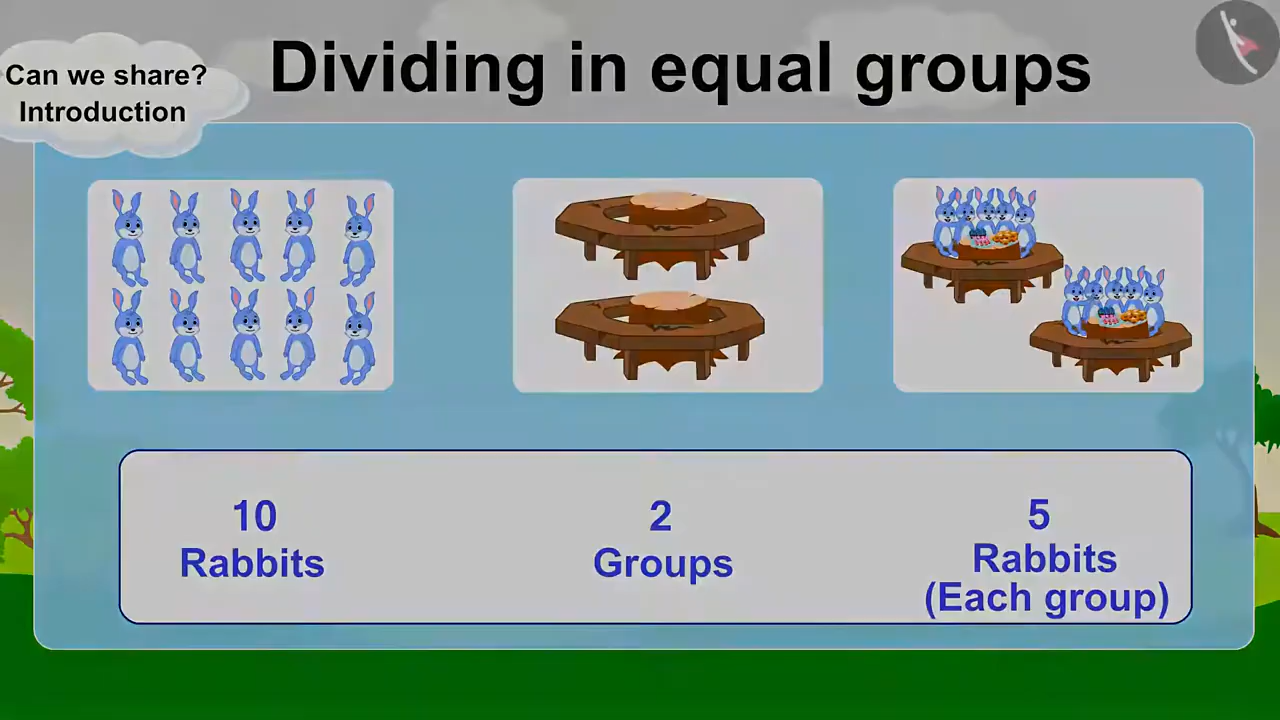 Dividing in equal groups
Can we share?
Introduction
10
Rabbits
2
Groups
5
Rabbits
(Each group)